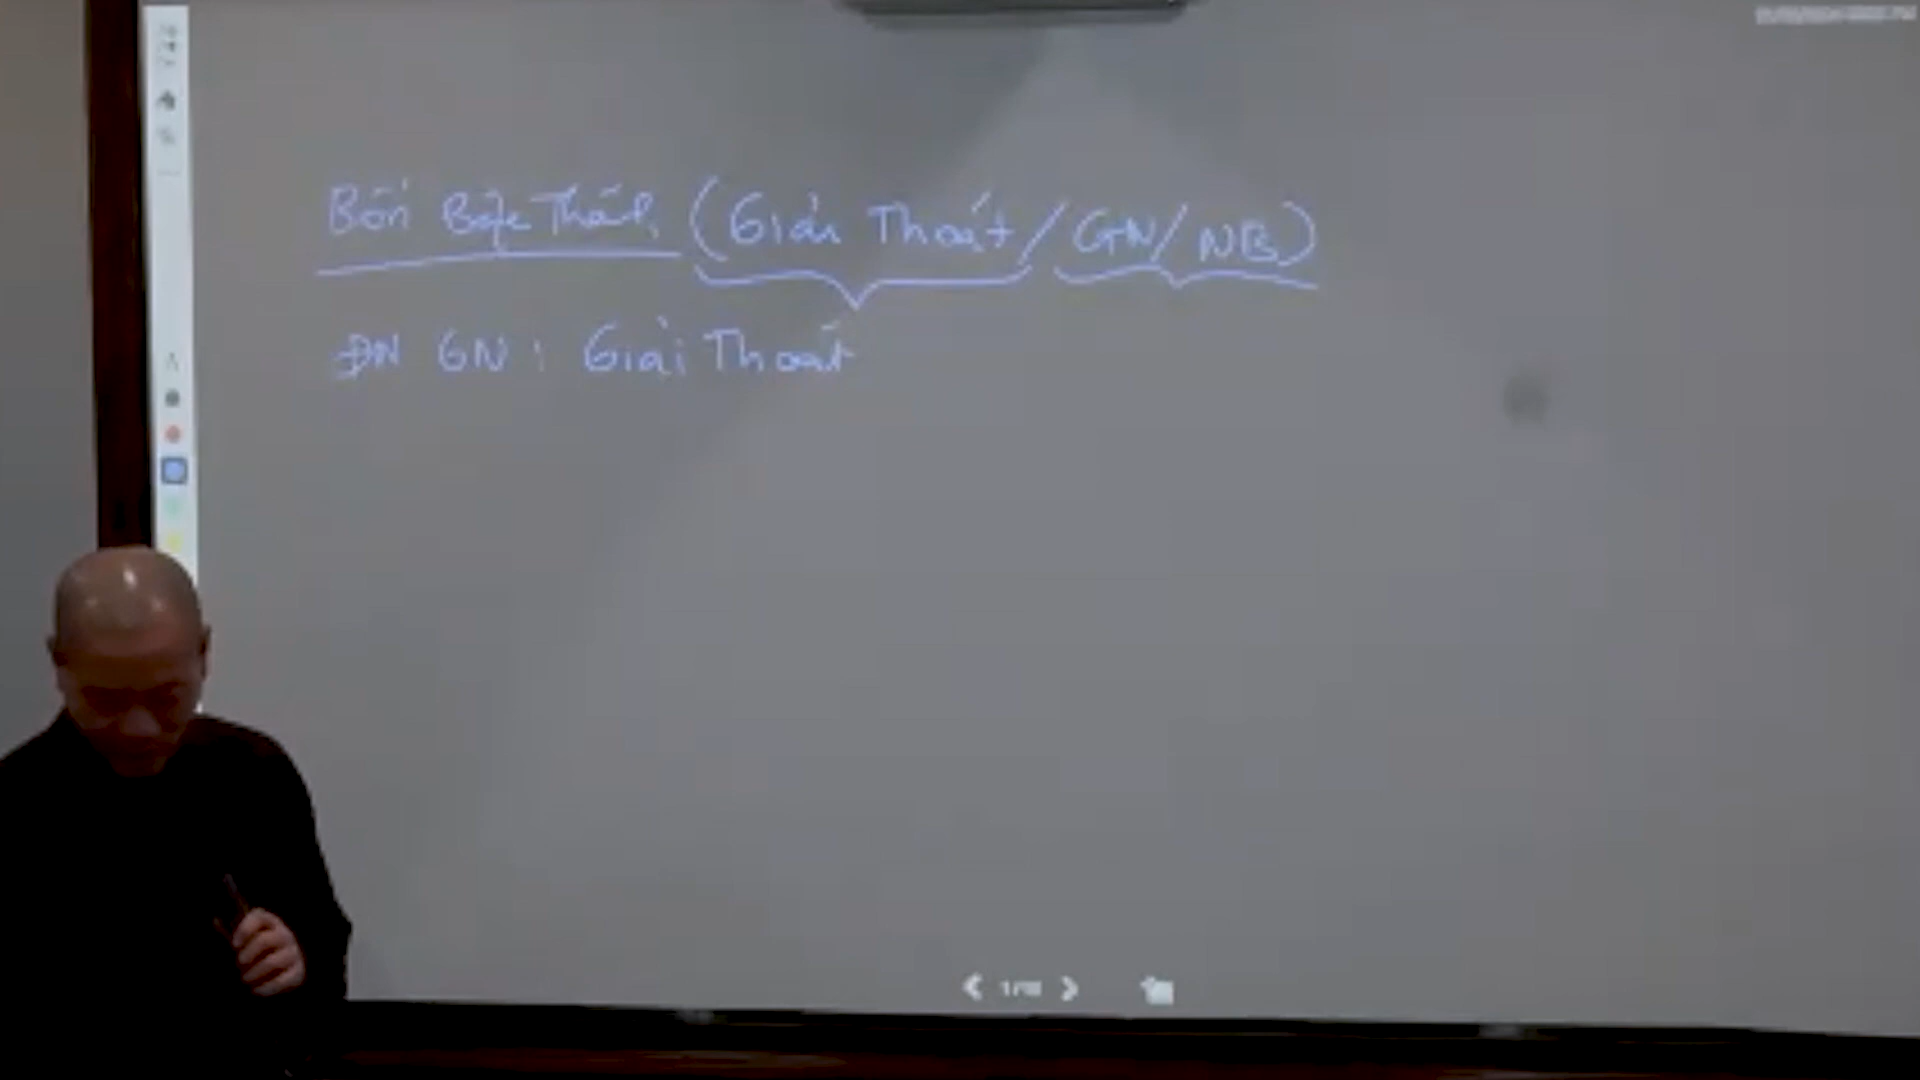 Bốn Bậc Thánh (Giải Thoát / GN / NB)
ĐN GN: Giải Thoát